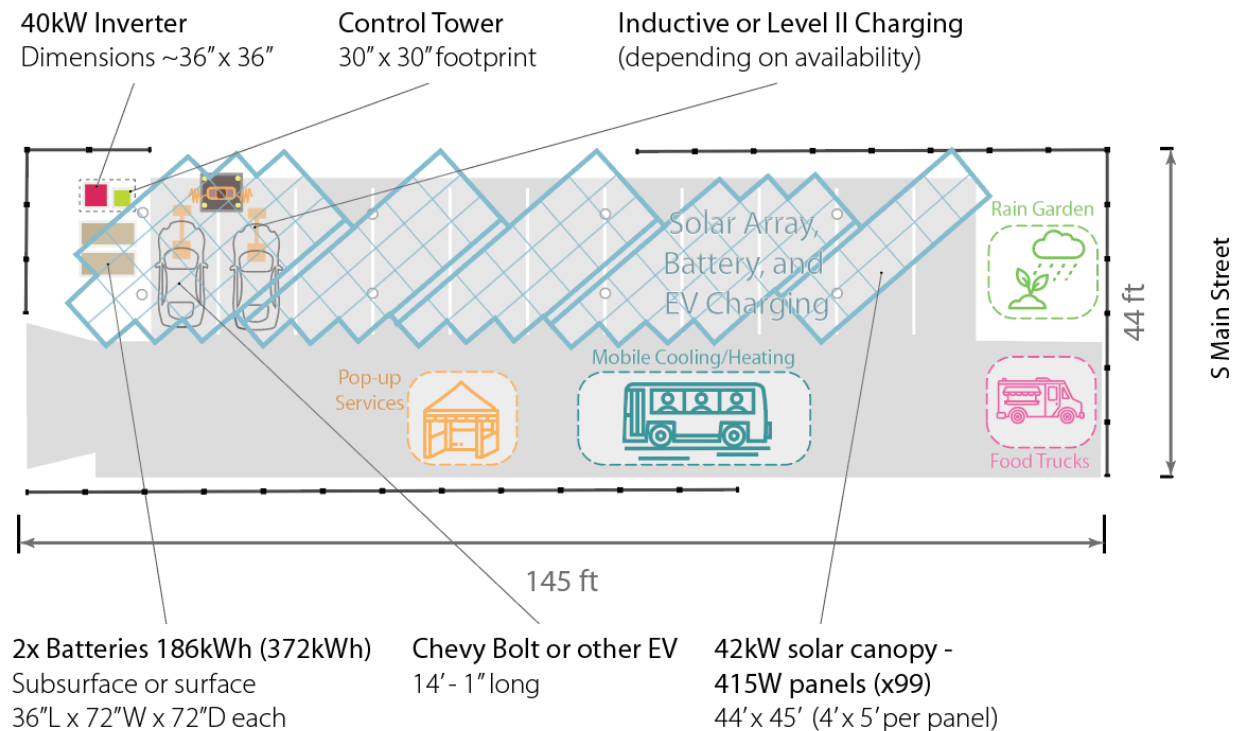 40kW Inverter
Dimensions ~36” x 36”
Control Tower
30” x 30” footprint
Inductive or Level II Charging
(depending on availability)
Solar Array,
Battery, and
EV Charging
Rain Garden
Mobile Cooling/Heating
Pop-up
Services
Food Trucks
44 ft
S Main Street
145 ft
2x Batteries 186kWh (372kWh)
Subsurface or surface
36”L x 72”W x 72”D each
Chevy Bolt or other EV
14’- 1” long
42kW solar canopy -
415W panels (x99)
44’ x 45’ (4’ x 5’ per panel)